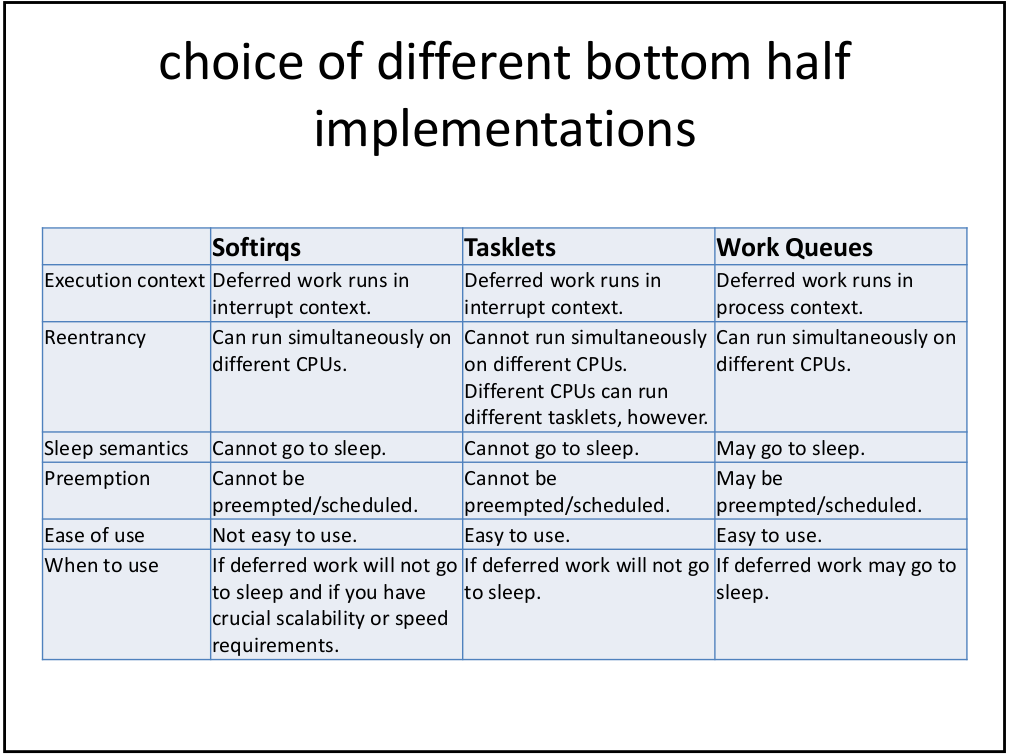 choice of different bottom half
implementations
Softirqs
Tasklets
Work Queues
Execution context
Deferred work runs in
interrupt context.
Deferred work runs in
interrupt context.
Deferred work runs in
process context.
Reentrancy
Can run simultaneously on
different CPUs.
Cannot run simultaneously
on different CPUs.
Different CPUs can run
different tasklets, however.
Can run simultaneously on
different CPUs.
Sleep semantics
Cannot go to sleep.
Cannot go to sleep.
May go to sleep.
Preemption
Cannot be
preempted/scheduled.
Cannot be
preempted/scheduled.
May be
preempted/scheduled.
Ease of use
Not easy to use.
Easy to use.
Easy to use.
When to use
If deferred work will not go
to sleep and if you have
crucial scalability or speed
requirements.
If deferred work will not go
to sleep.
If deferred work may go to
sleep.